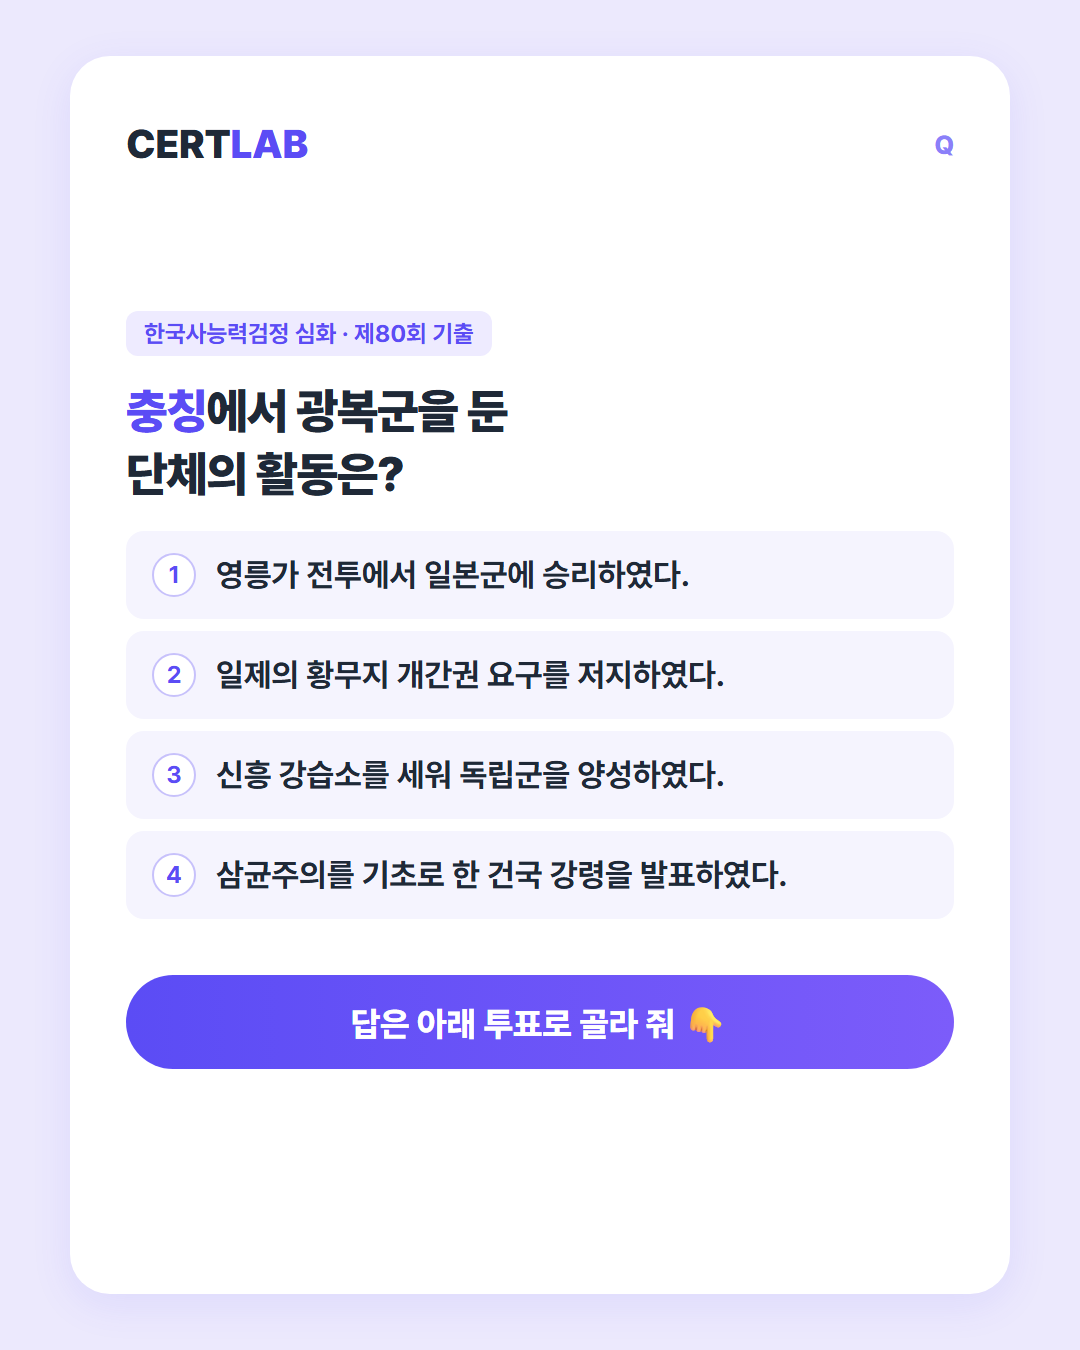 CERTLAB
Q
한국사능력검정 심화 · 제80회 기출
충칭에서 광복군을 둔
단체의 활동은?
1 영릉가 전투에서 일본군에 승리하였다.
2 일제의 황무지 개간권 요구를 저지하였다.
3 신흥 강습소를 세워 독립군을 양성하였다.
4 삼균주의를 기초로 한 건국 강령을 발표하였다.
답은 아래 투표로 골라 줘 👇